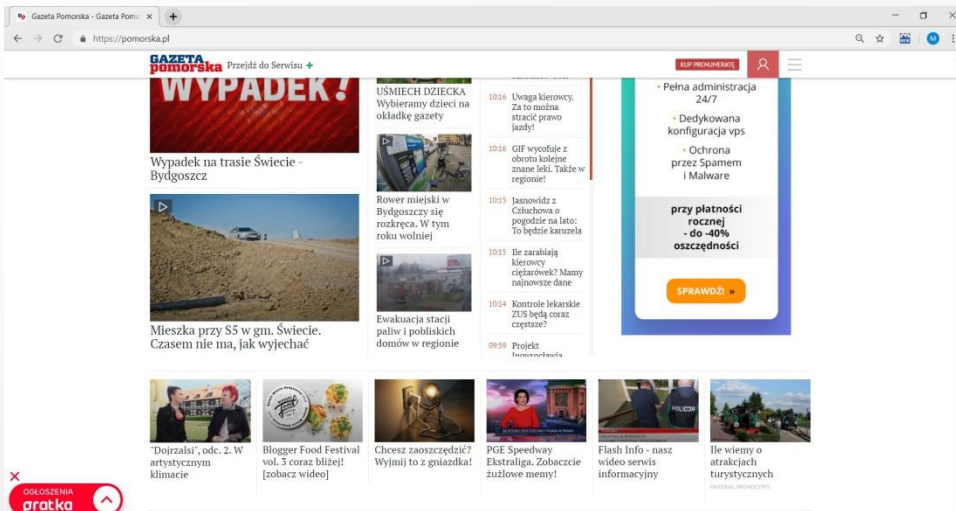 Gazeta Pomorska - Gazeta Pomo
https://pomorska.pl
M
GAZETA
pomorska
Przejdź do Serwisu +
KUP PRENUMERATĘ
WYPADEK!
Wypadek na trasie Świecie -
Bydgoszcz
Mieszka przy S5 w gm. Świecie.
Czasem nie ma, jak wyjechać
UŚMIECH DZIECKA
Wybieramy dzieci na
okładkę gazety
Rower miejski w
Bydgoszczy się
rozkręca. W tym
roku wolniej
Ewakuacja stacji
paliw i pobliskich
domów w regionie
10:16 Uwaga kierowcy.
Za to można
stracić prawo
jazdy!
10:16 GIF wycofuje z
obrotu kolejne
znane leki. Także w
regionie!
10:15 Jasnowidz z
Człuchowa o
pogodzie na lato:
To będzie karuzela
10:15 Ile zarabiają
kierowcy
ciężarówek? Mamy
najnowsze dane
10:14 Kontrole lekarskie
ZUS będą coraz
częstsze?
09:59 Projekt
Inowrocławia
• Pełna administracja
24/7
• Dedykowana
konfiguracja vps
• Ochrona
przez Spamem
i Malware
przy płatności
rocznej
- do -40%
oszczędności
SPRAWDŹ! »
"Dojrzalsi", odc. 2. W
artystycznym
klimacie
Blogger Food Festival
vol. 3 coraz bliżej!
[zobacz wideo]
Chcesz zaoszczędzić?
Wyjmij to z gniazdka!
PGE Speedway
Ekstraliga. Zobaczcie
żużlowe memy!
POLICJA
Flash Info - nasz
wideo serwis
informacyjny
Ile wiemy o
atrakcjach
turystycznych
MATERIAŁ PROMOCYJNY
OGŁOSZENIA
gratka